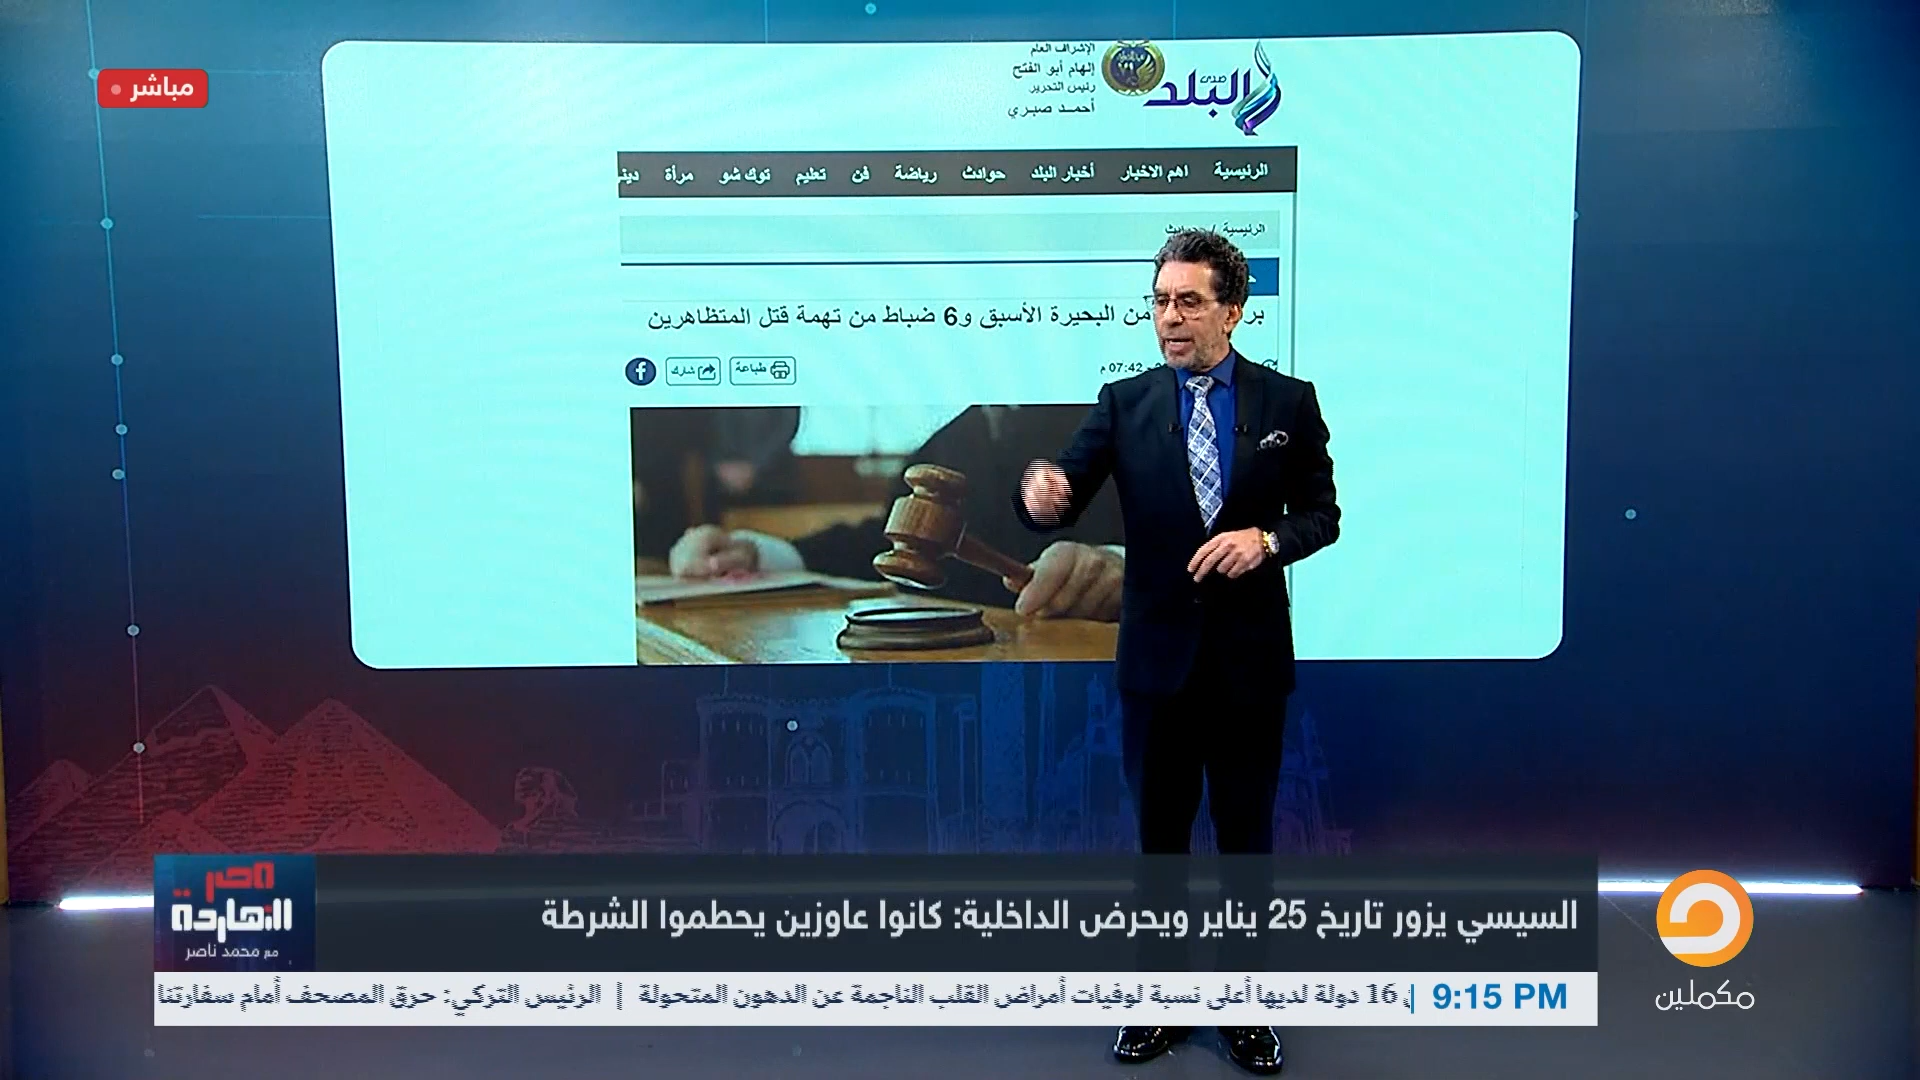 مباشر
صدى البلد
الإشراف العام
إلهام أبو الفتح
رئيس التحرير
أحمد صبري
الرئيسية اهم الاخبار أخبار البلد حوادث رياضة فن تعليم توك شو مرأة
الرئيسية /
من البحيرة الأسبق و6 ضباط من تهمة قتل المتظاهرين
07:42 م
طباعة شارك
مصر النهاردة
مع محمد ناصر
السيسي يزور تاريخ 25 يناير ويحرض الداخلية: كانوا عاوزين يحطموا الشرطة
9:15 PM
16 دولة لديها أعلى نسبة لوفيات أمراض القلب الناجمة عن الدهون المتحولة | الرئيس التركي: حرق المصحف أمام سفارتنا
مكملين